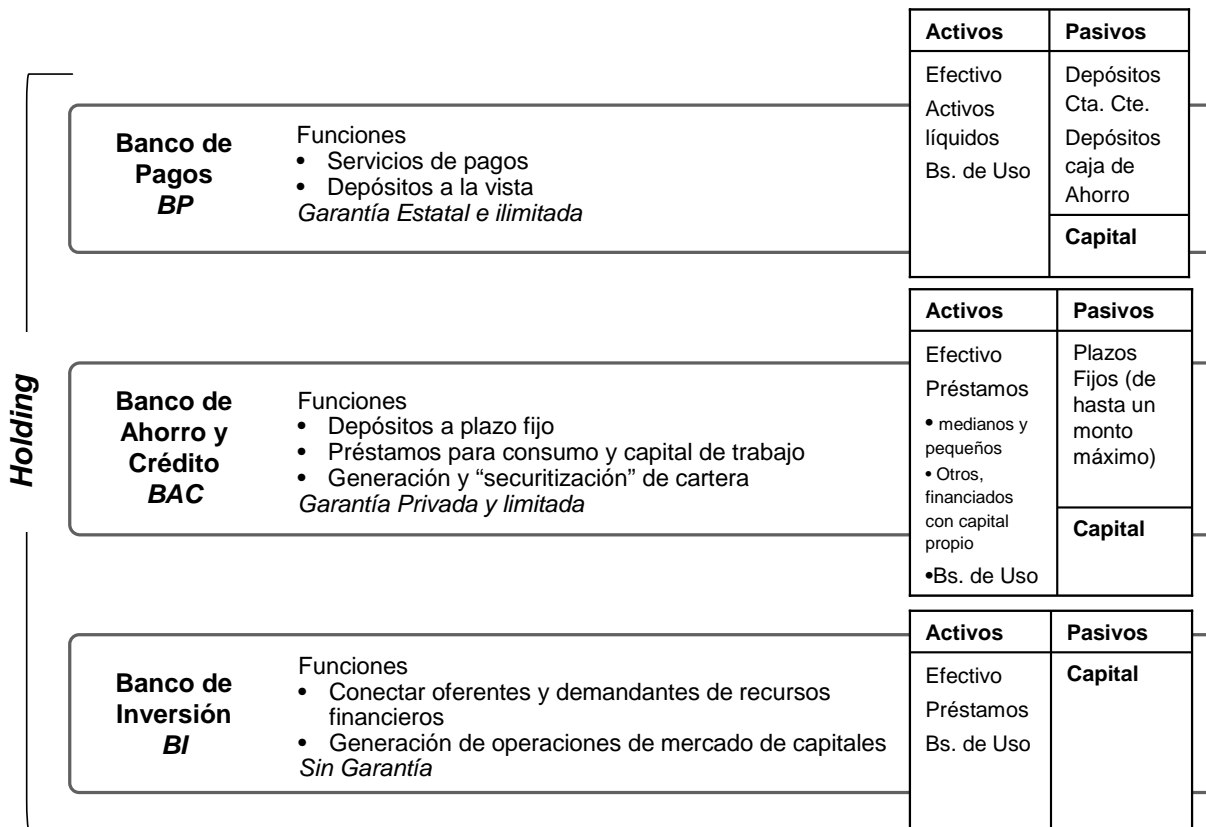 Holding
Banco de
Pagos
BP
Funciones
• Servicios de pagos
• Depósitos a la vista
Garantía Estatal e ilimitada
Activos
Efectivo
Activos
líquidos
Bs. de Uso
Pasivos
Depósitos
Cta. Cte.
Depósitos
caja de
Ahorro
Capital
Banco de
Ahorro y
Crédito
BAC
Funciones
• Depósitos a plazo fijo
• Préstamos para consumo y capital de trabajo
• Generación y “securitización” de cartera
Garantía Privada y limitada
Activos
Efectivo
Préstamos
• medianos y
pequeños
• Otros,
financiados
con capital
propio
•Bs. de Uso
Pasivos
Plazos
Fijos (de
hasta un
monto
máximo)
Capital
Banco de
Inversión
BI
Funciones
• Conectar oferentes y demandantes de recursos
financieros
• Generación de operaciones de mercado de capitales
Sin Garantía
Activos
Efectivo
Préstamos
Bs. de Uso
Pasivos
Capital